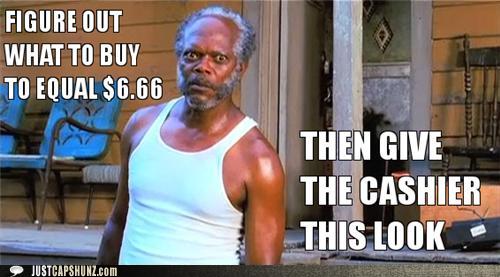 FIGURE OUT
WHAT TO BUY
TO EQUAL $6.66
THEN GIVE
THE CASHIER
THIS LOOK
JUSTCAPSHUNZ.com